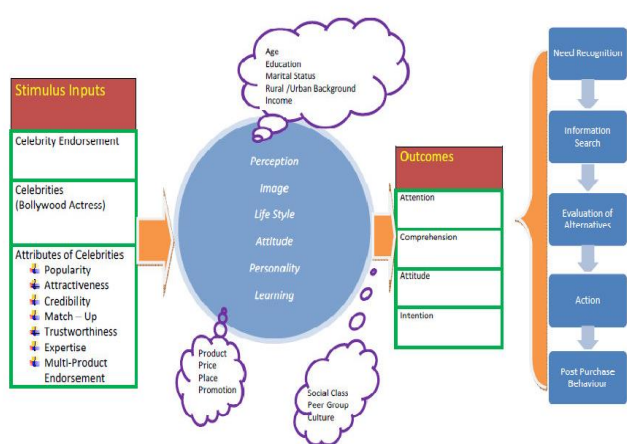 Stimulus Inputs
Celebrity Endorsement
Celebrities
(Bollywood Actress)
Attributes of Celebrities
Popularity
Attractiveness
Credibility
Match – Up
Trustworthiness
Expertise
Multi-Product
Endorsement
Age
Education
Marital Status
Rural /Urban Background
Income
Perception
Image
Life Style
Attitude
Personality
Learning
Product
Price
Place
Promotion
Social Class
Peer Group
Culture
Outcomes
Attention
Comprehension
Attitude
Intention
Need Recognition
Information
Search
Evaluation of
Alternatives
Action
Post Purchase
Behaviour